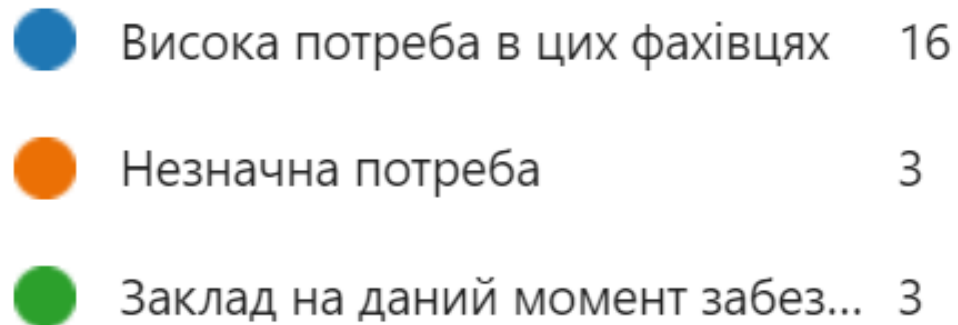 Висока потреба в цих фахівцях 16
Незначна потреба 3
Заклад на даний момент забез... 3